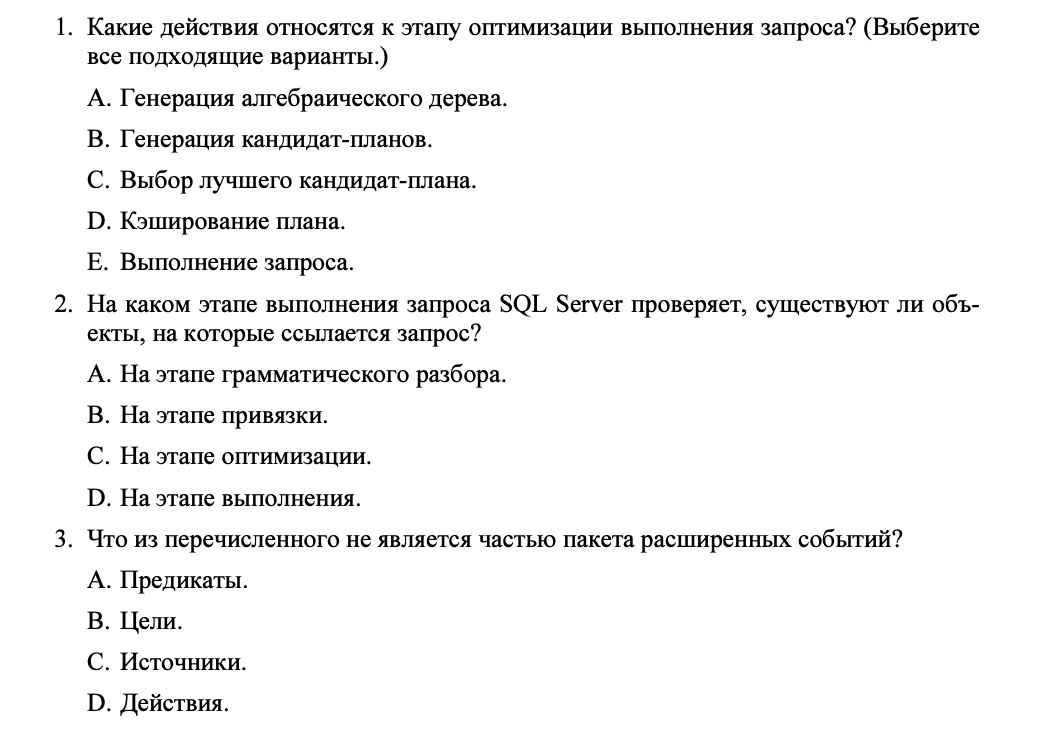 1. Какие действия относятся к этапу оптимизации выполнения запроса? (Выберите
все подходящие варианты.)
A. Генерация алгебраического дерева.
B. Генерация кандидат-планов.
C. Выбор лучшего кандидат-плана.
D. Кэширование плана.
E. Выполнение запроса.
2. На каком этапе выполнения запроса SQL Server проверяет, существуют ли объ-
екты, на которые ссылается запрос?
A. На этапе грамматического разбора.
B. На этапе привязки.
C. На этапе оптимизации.
D. На этапе выполнения.
3. Что из перечисленного не является частью пакета расширенных событий?
A. Предикаты.
B. Цели.
C. Источники.
D. Действия.